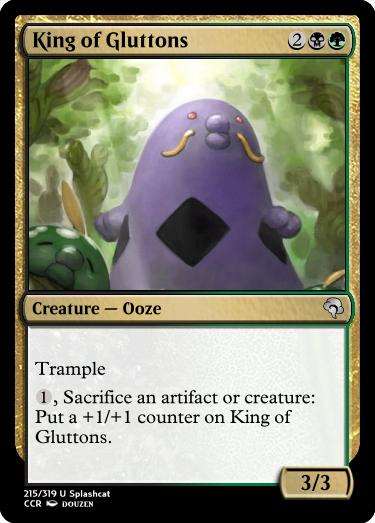 King of Gluttons 2
Creature — Ooze
Trample
1, Sacrifice an artifact or creature:
Put a +1/+1 counter on King of
Gluttons.
3/3
215/319 U Splashcat
CCR DOUZEN